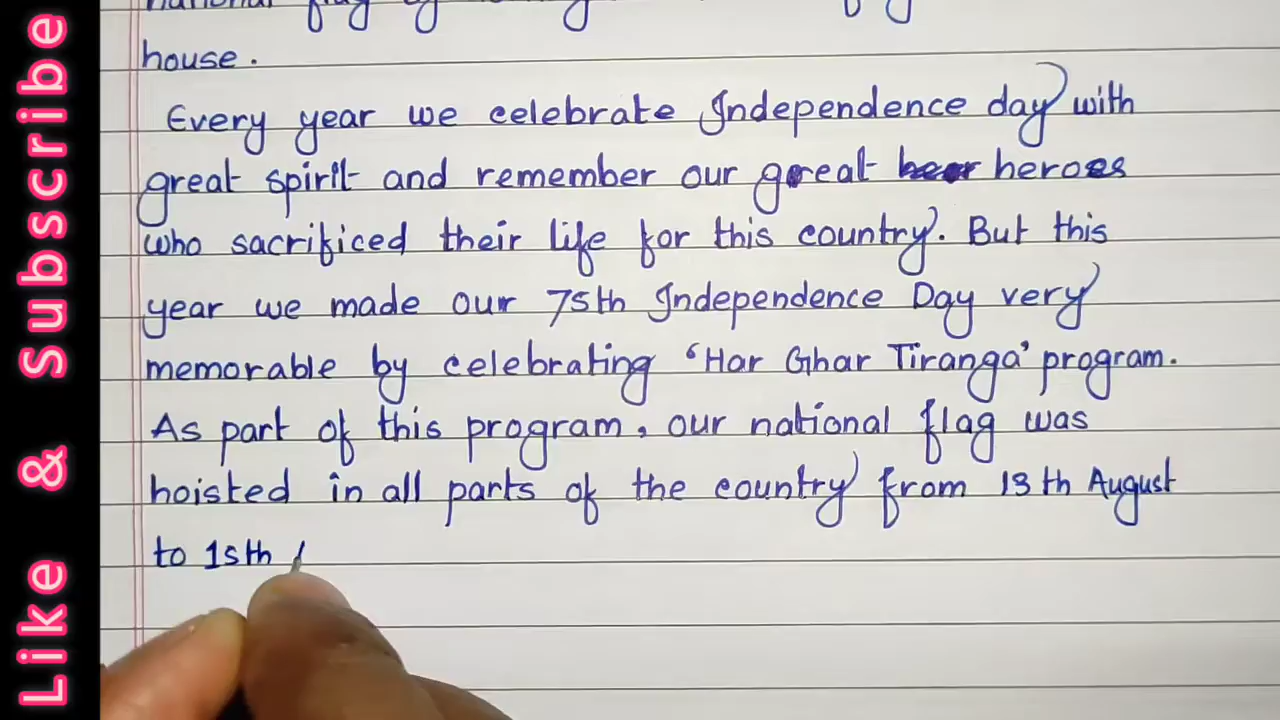 Like & Subscribe
house.
Every year we celebrate Independence day with
great spirit and remember our great heroes
who sacrificed their life for this country. But this
year we made our 75th Independence Day very
memorable by celebrating 'Har Ghar Tiranga' program.
As part of this program, our national flag was
hoisted in all parts of the country from 13th August
to 15th